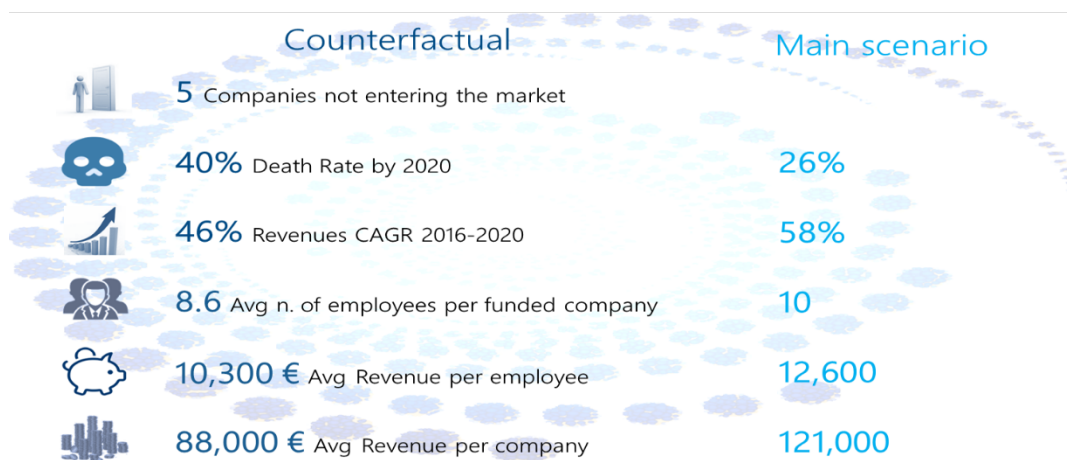 Counterfactual Main scenario
5 Companies not entering the market
40% Death Rate by 2020 26%
46% Revenues CAGR 2016-2020 58%
8.6 Avg n. of employees per funded company 10
10,300 € Avg Revenue per employee 12,600
88,000 € Avg Revenue per company 121,000